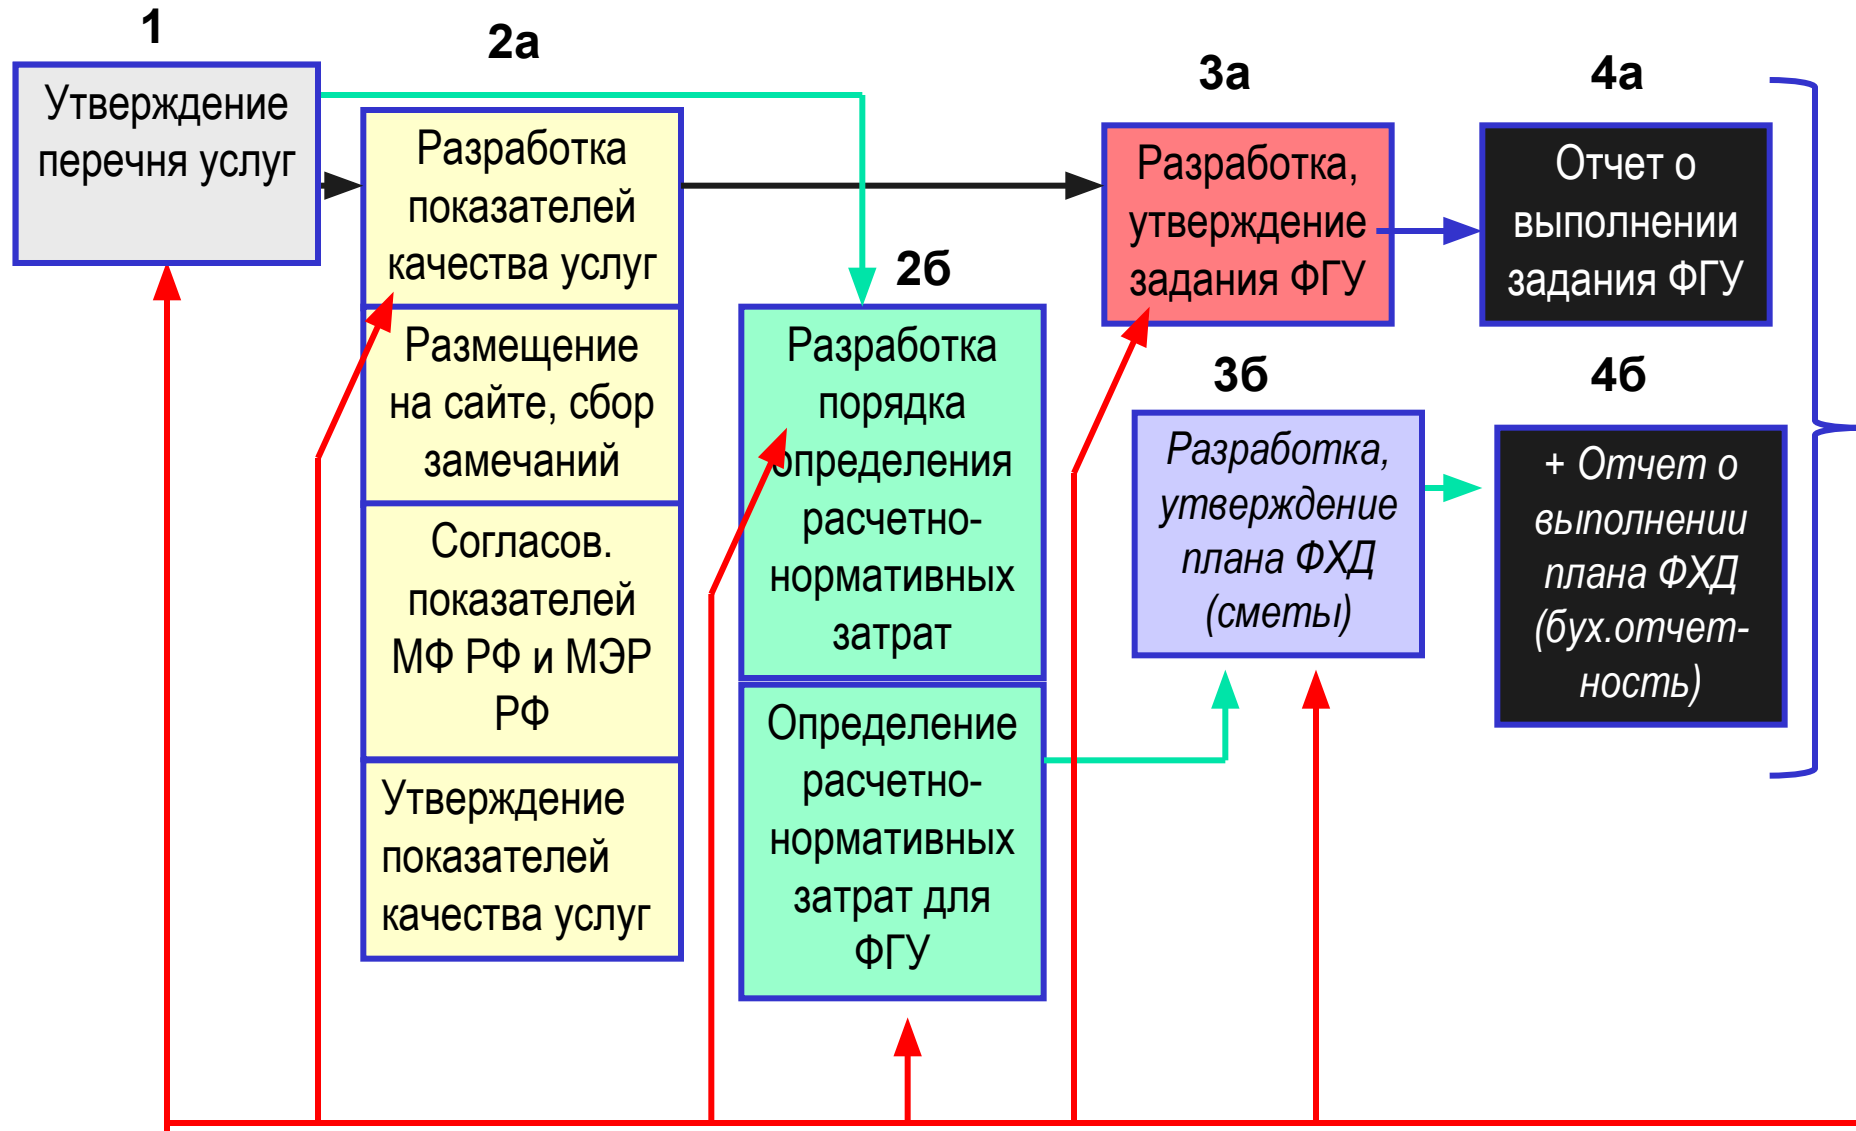 1
Утверждение
перечня услуг
2а
Разработка
показателей
качества услуг
Размещение
на сайте, сбор
замечаний
Согласов.
показателей
МФ РФ и МЭР
РФ
Утверждение
показателей
качества услуг
2б
Разработка
порядка
определения
расчетно-
нормативных
затрат
Определение
расчетно-
нормативных
затрат для
ФГУ
3а
Разработка,
утверждение
задания ФГУ
3б
Разработка,
утверждение
плана ФХД
(сметы)
4а
Отчет о
выполнении
задания ФГУ
4б
+ Отчет о
выполнении
плана ФХД
(бух.отчет-
ность)